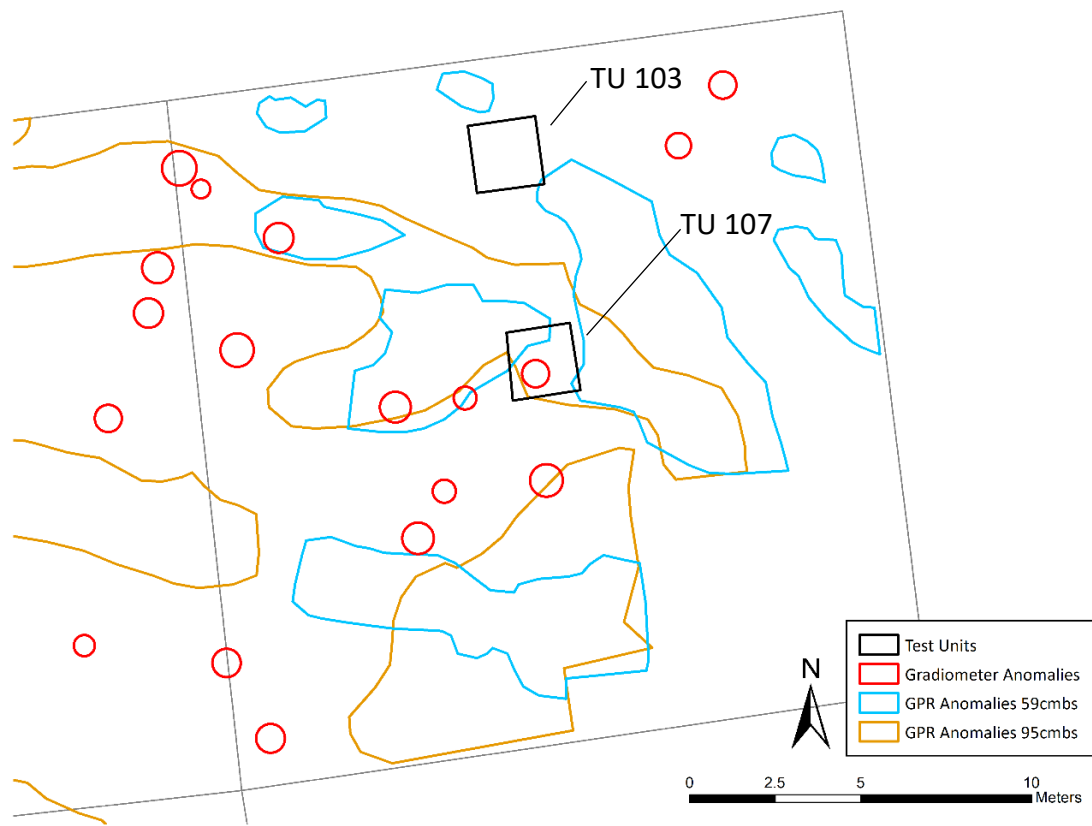 TU 103
TU 107
N
Test Units
Gradiometer Anomalies
GPR Anomalies 59cmbs
GPR Anomalies 95cmbs
0 2.5 5 10
Meters